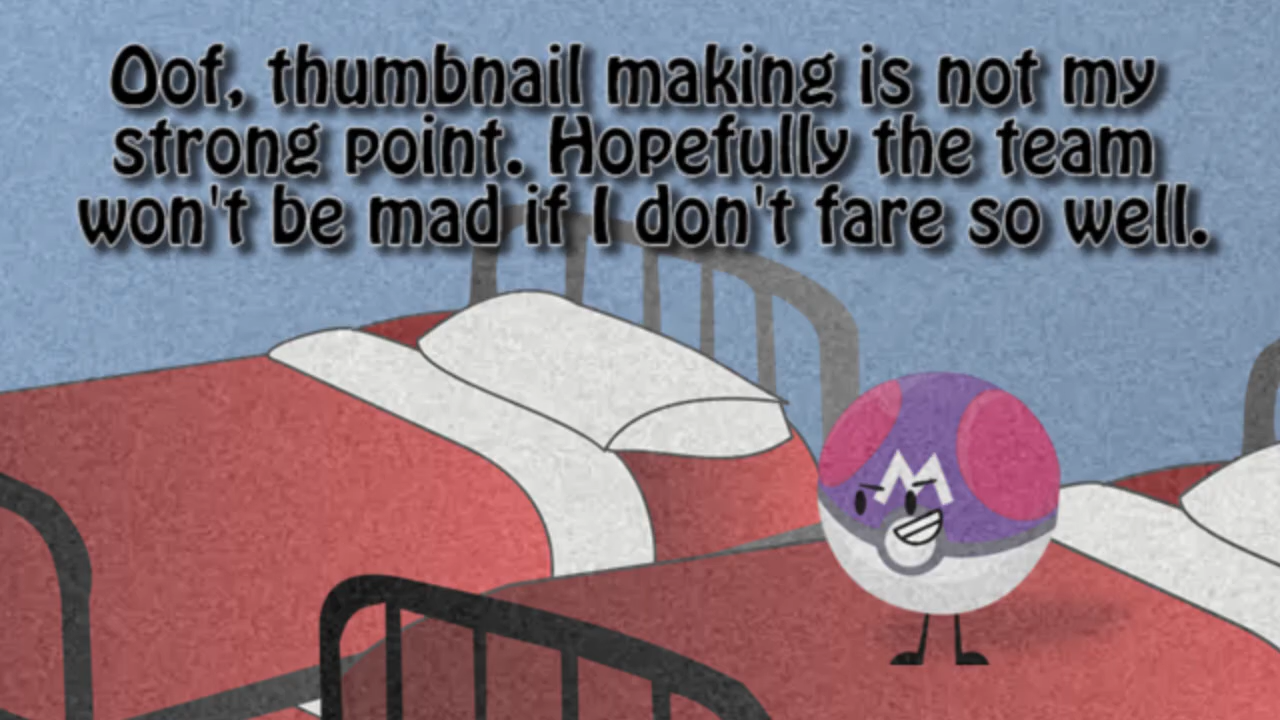 Oof, thumbnail making is not my
strong point. Hopefully the team
won't be mad if I don't fare so well.
M